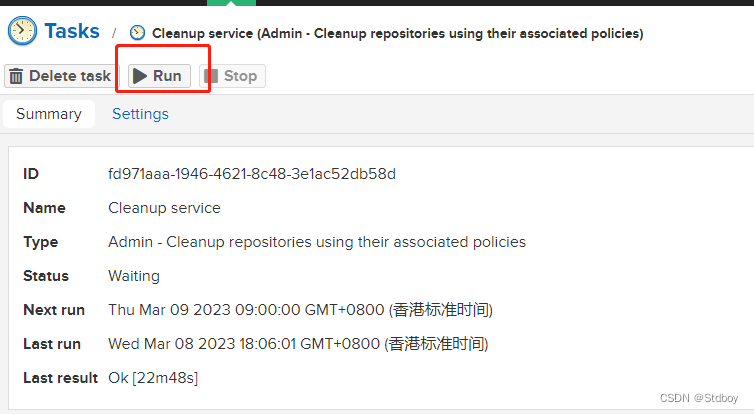 Tasks / Cleanup service (Admin - Cleanup repositories using their associated policies)
Delete task Run Stop
Summary Settings
ID fd971aaa-1946-4621-8c48-3e1ac52db58d
Name Cleanup service
Type Admin - Cleanup repositories using their associated policies
Status Waiting
Next run Thu Mar 09 2023 09:00:00 GMT+0800 (香港标准时间)
Last run Wed Mar 08 2023 18:06:01 GMT+0800 (香港标准时间)
Last result Ok [22m48s]
CSDN @Stdboy